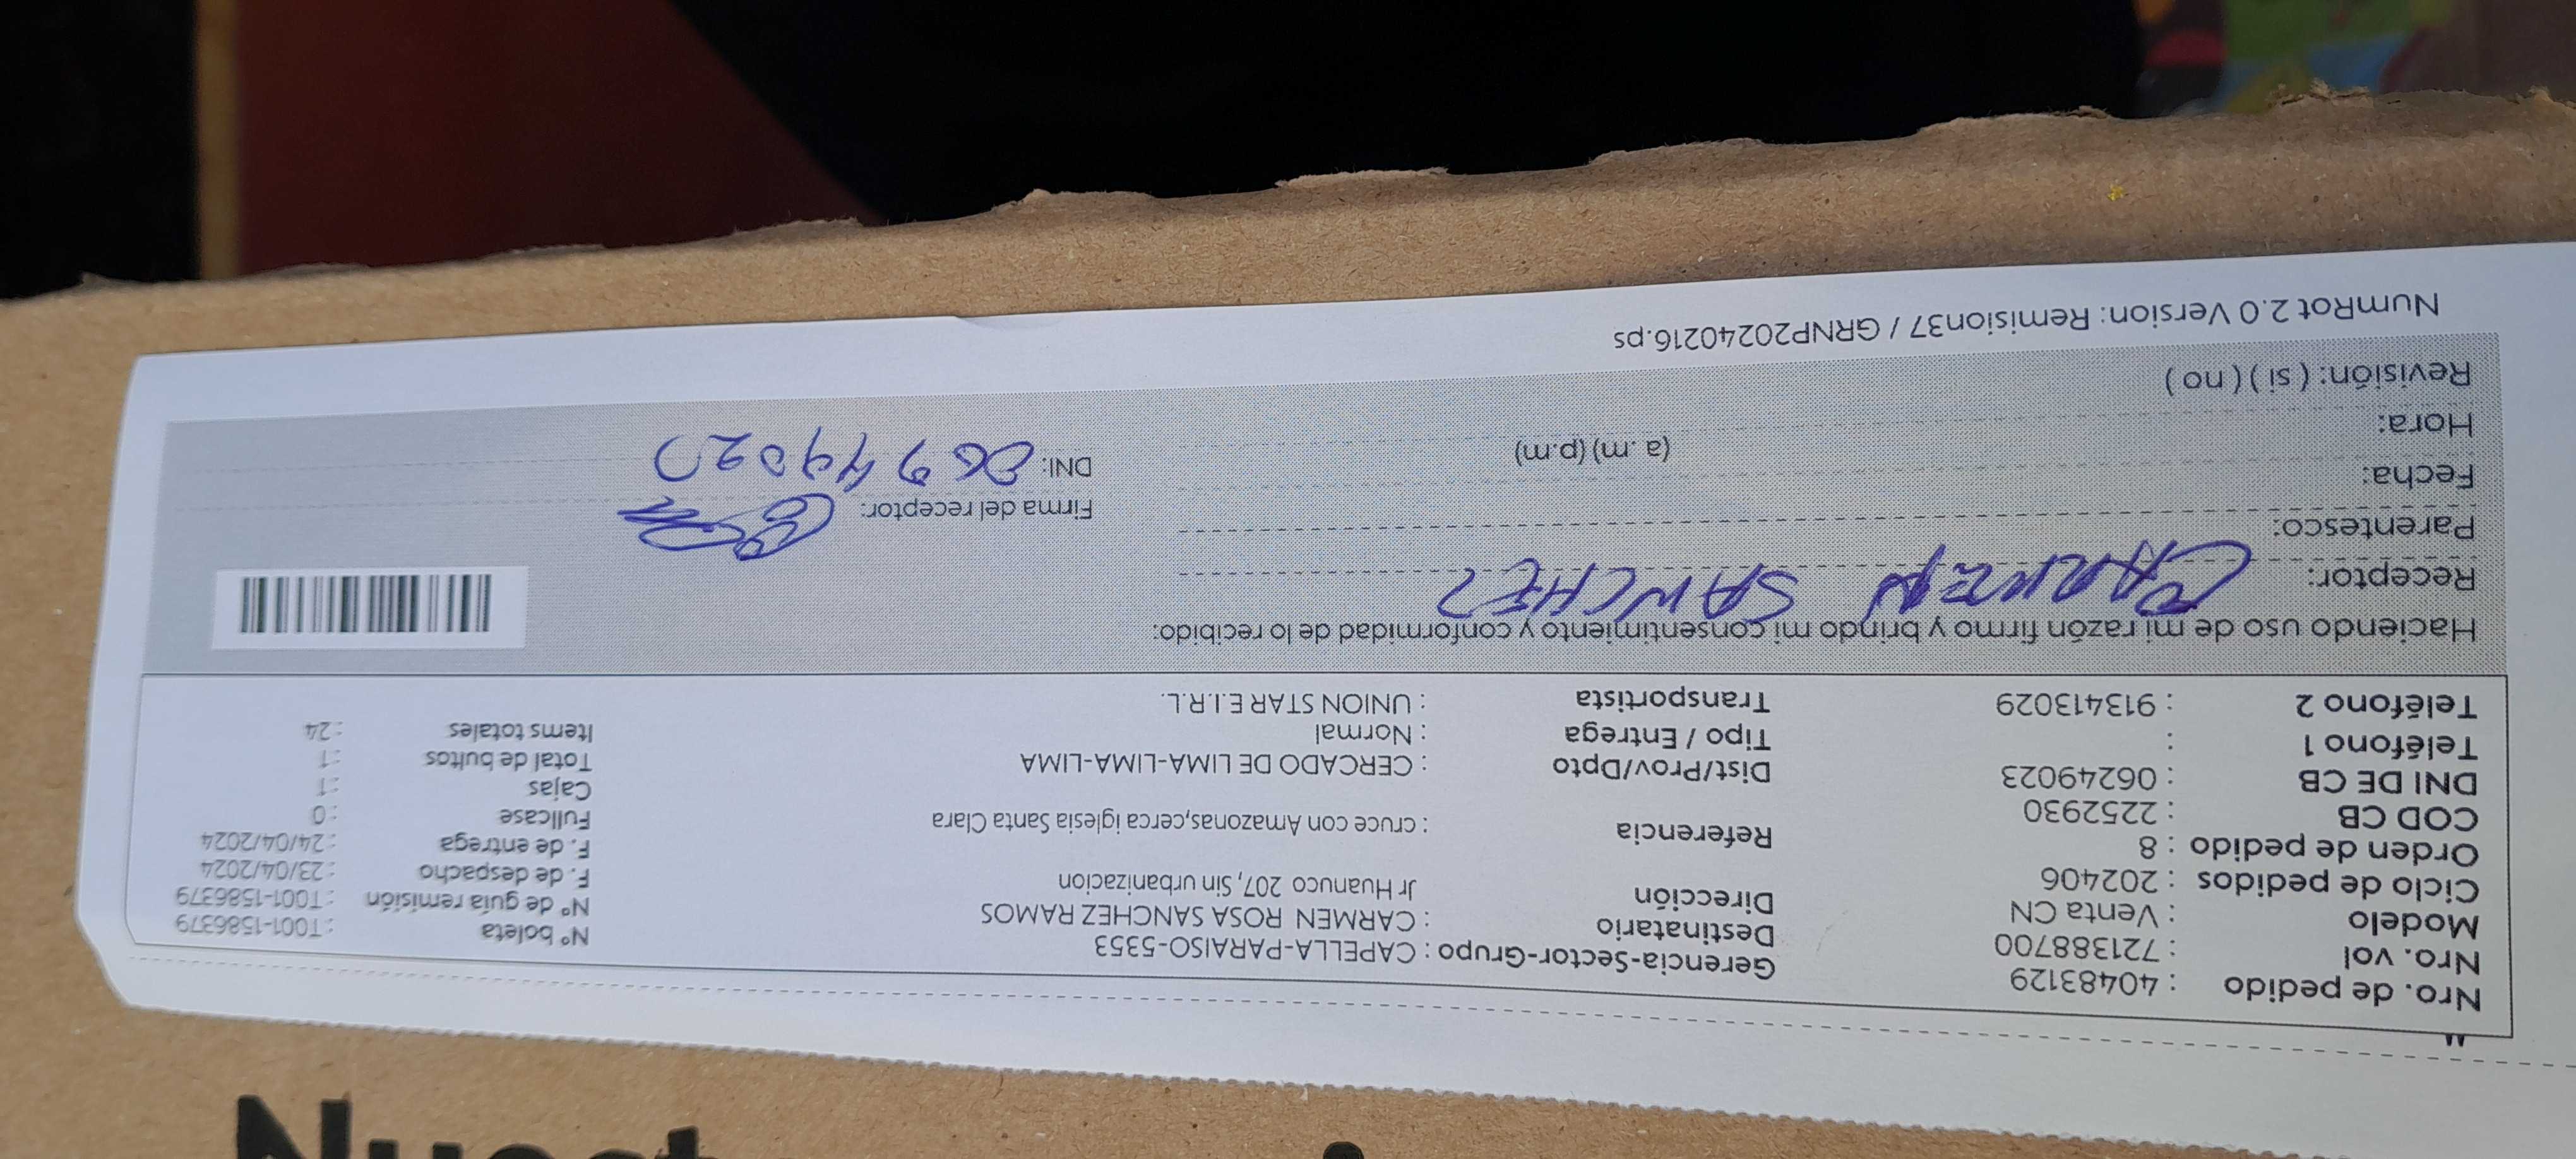 Nro. de pedido : 40483129
Nro. vol : 721388700
Modelo : Venta CN
Ciclo de pedidos : 202406
Orden de pedido : 8
COD CB : 2252930
DNI DE CB : 06249023
Teléfono 1 :
Teléfono 2 : 913413029
Gerencia-Sector-Grupo : CAPELLA-PARAISO-5353
Destinatario : CARMEN ROSA SANCHEZ RAMOS
Dirección Jr Huanuco 207, Sin urbanizacion
Referencia : cruce con Amazonas,cerca iglesia Santa Clara
Dist/Prov/Dpto : CERCADO DE LIMA-LIMA-LIMA
Tipo / Entrega : Normal
Transportista : UNION STAR E.I.R.L.
Nº boleta : T001-1586379
Nº de guía remisión : T001-1586379
F. de despacho : 23/04/2024
F. de entrega : 24/04/2024
Fullcase : 0
Cajas : 1
Total de bultos : 1
Items totales : 24
Haciendo uso de mi razón firmo y brindo mi consentimiento y conformidad de lo recibido:
Receptor: CARMEN SANCHEZ
Parentesco:
Fecha:
Hora: (a .m) (p.m)
Revisión: ( si ) ( no )
Firma del receptor:
DNI:
NumRot 2.0 Version: Remision37 / GRNP20240216.ps